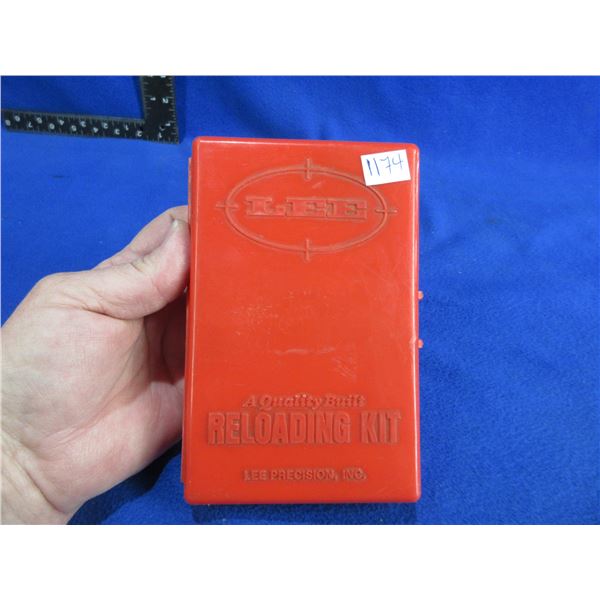 1174
LEE
A Quality Built
RELOADING KIT
LEE PRECISION, INC.